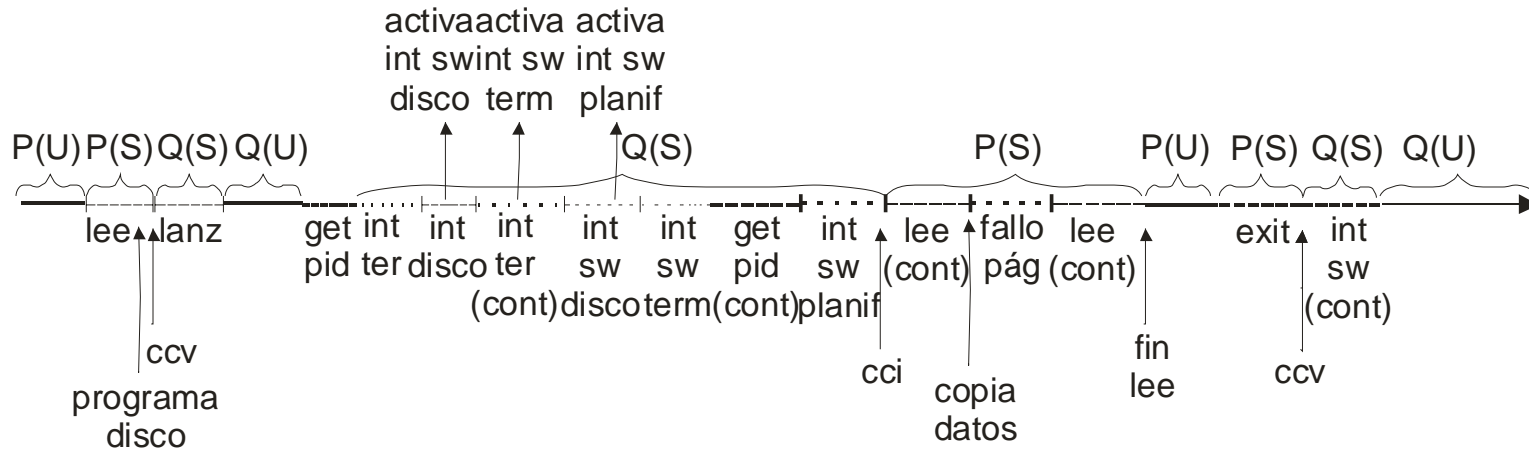 activa activa activa
int sw int sw int sw
disco term planif
P(U) P(S) Q(S) Q(U) Q(S) P(S) P(U) P(S) Q(S) Q(U)
lee lanz get int int int int int get int lee fallo lee exit int
pid ter disco ter sw sw pid sw (cont) pág (cont) sw
(cont) disco term (cont) planif (cont)
ccv cci fin ccv
programa copia lee
disco datos